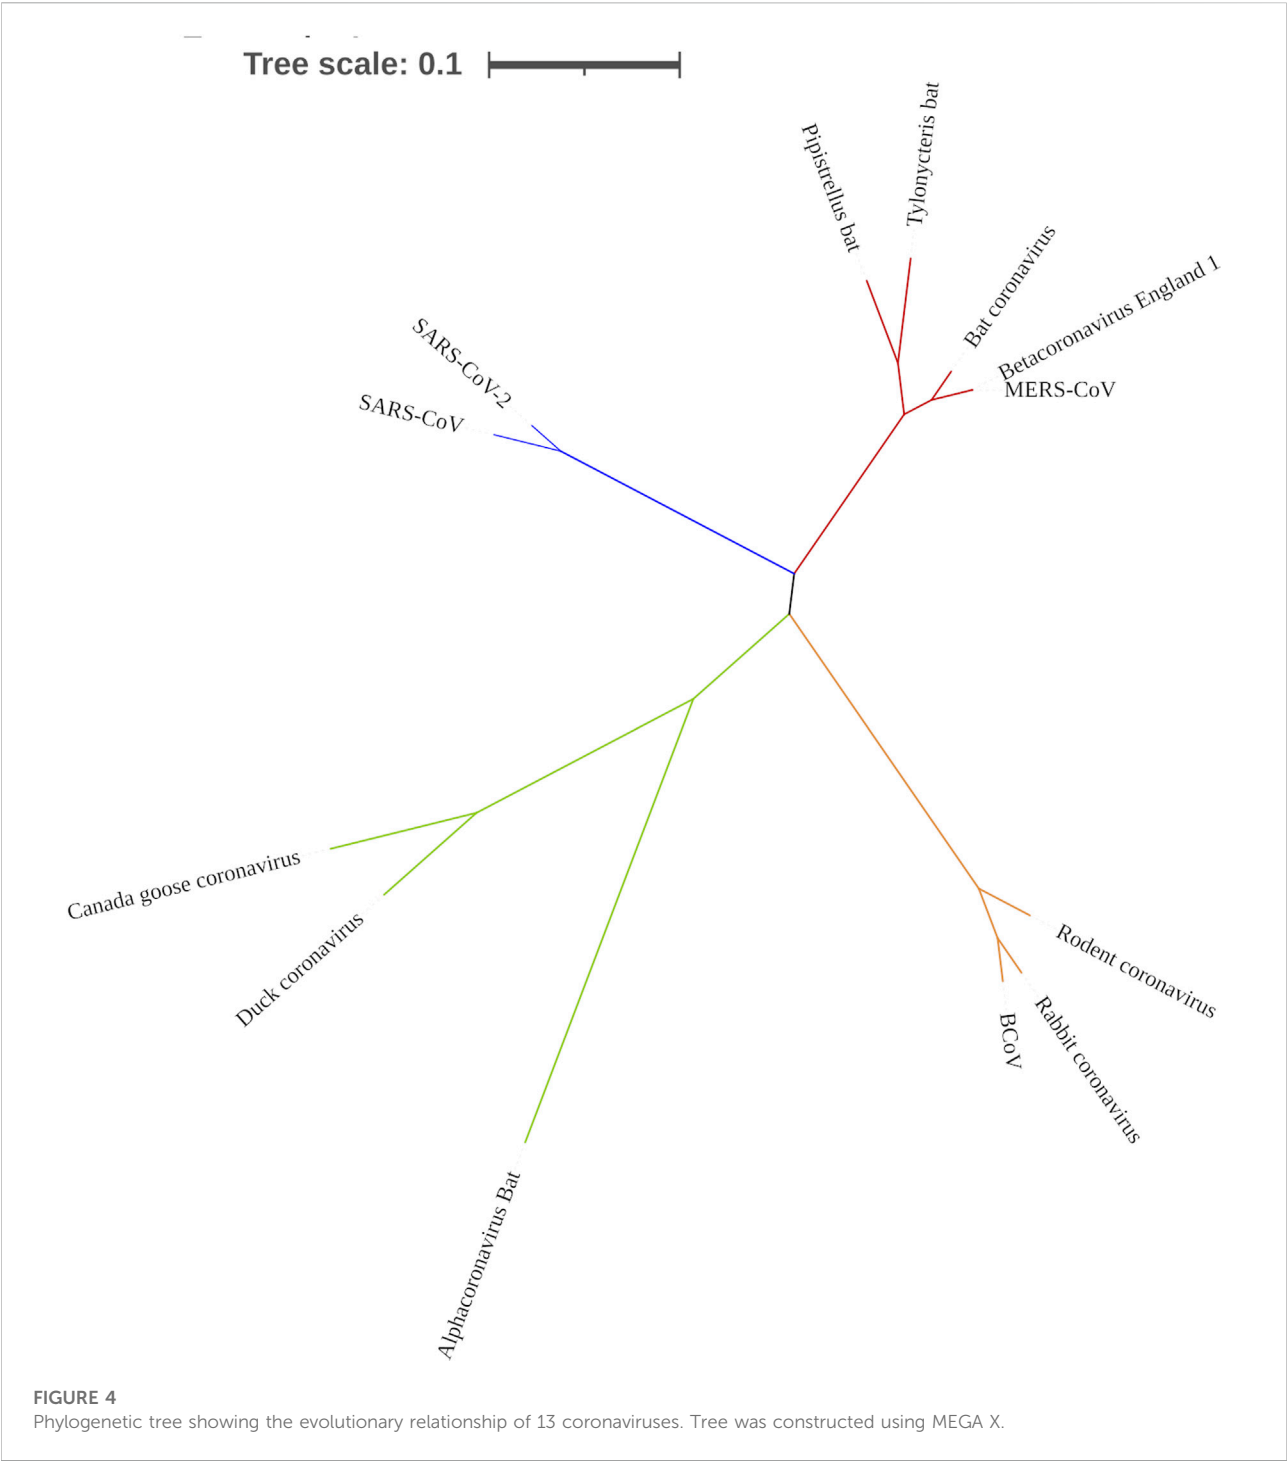 Tree scale: 0.1
Pipistrellus bat
Tylonycteris bat
Bat coronavirus
Betacoronavirus England 1
MERS-CoV
SARS-CoV-2
SARS-CoV
Canada goose coronavirus
Duck coronavirus
Alphacoronavirus Bat
Rodent coronavirus
Rabbit coronavirus
BCoV
FIGURE 4
Phylogenetic tree showing the evolutionary relationship of 13 coronaviruses. Tree was constructed using MEGA X.